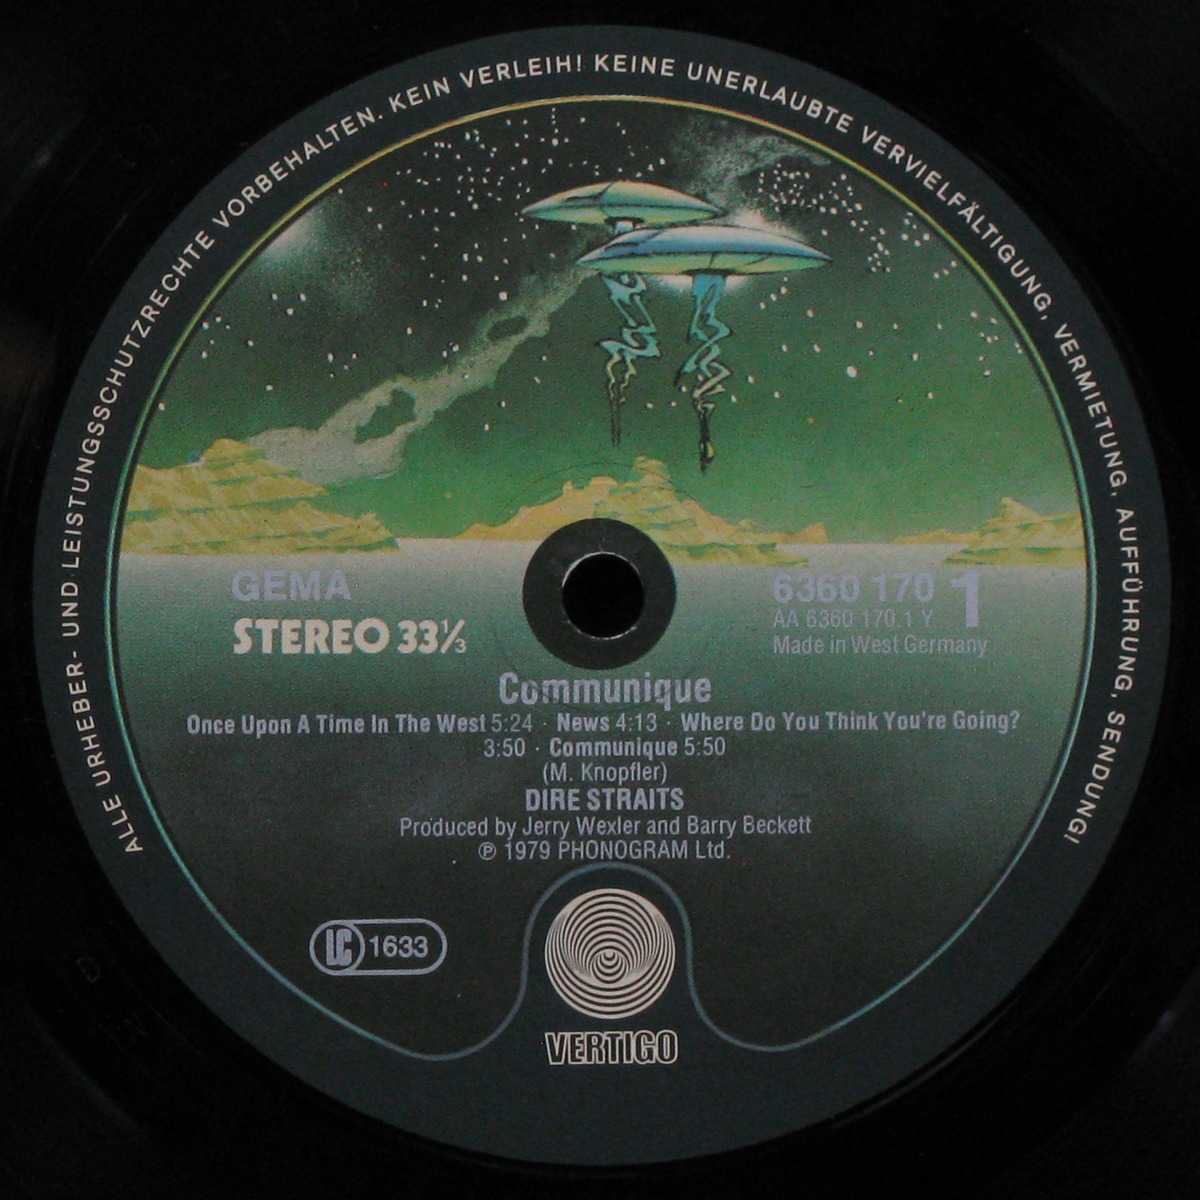 ALLE URHEBER- UND LEISTUNGSSCHUTZRECHTE VORBEHALTEN. KEIN VERLEIH! KEINE UNERLAUBTE VERVIELFÄLTIGUNG, VERMIETUNG, AUFFÜHRUNG, SENDUNG!
GEMA
STEREO 33⅓
6360 170 1
AA 6360 170.1 Y
Made in West Germany
Communique
Once Upon A Time In The West 5:24 · News 4:13 · Where Do You Think You're Going?
3:50 · Communique 5:50
(M. Knopfler)
DIRE STRAITS
Produced by Jerry Wexler and Barry Beckett
℗ 1979 PHONOGRAM Ltd.
LC 1633
VERTIGO